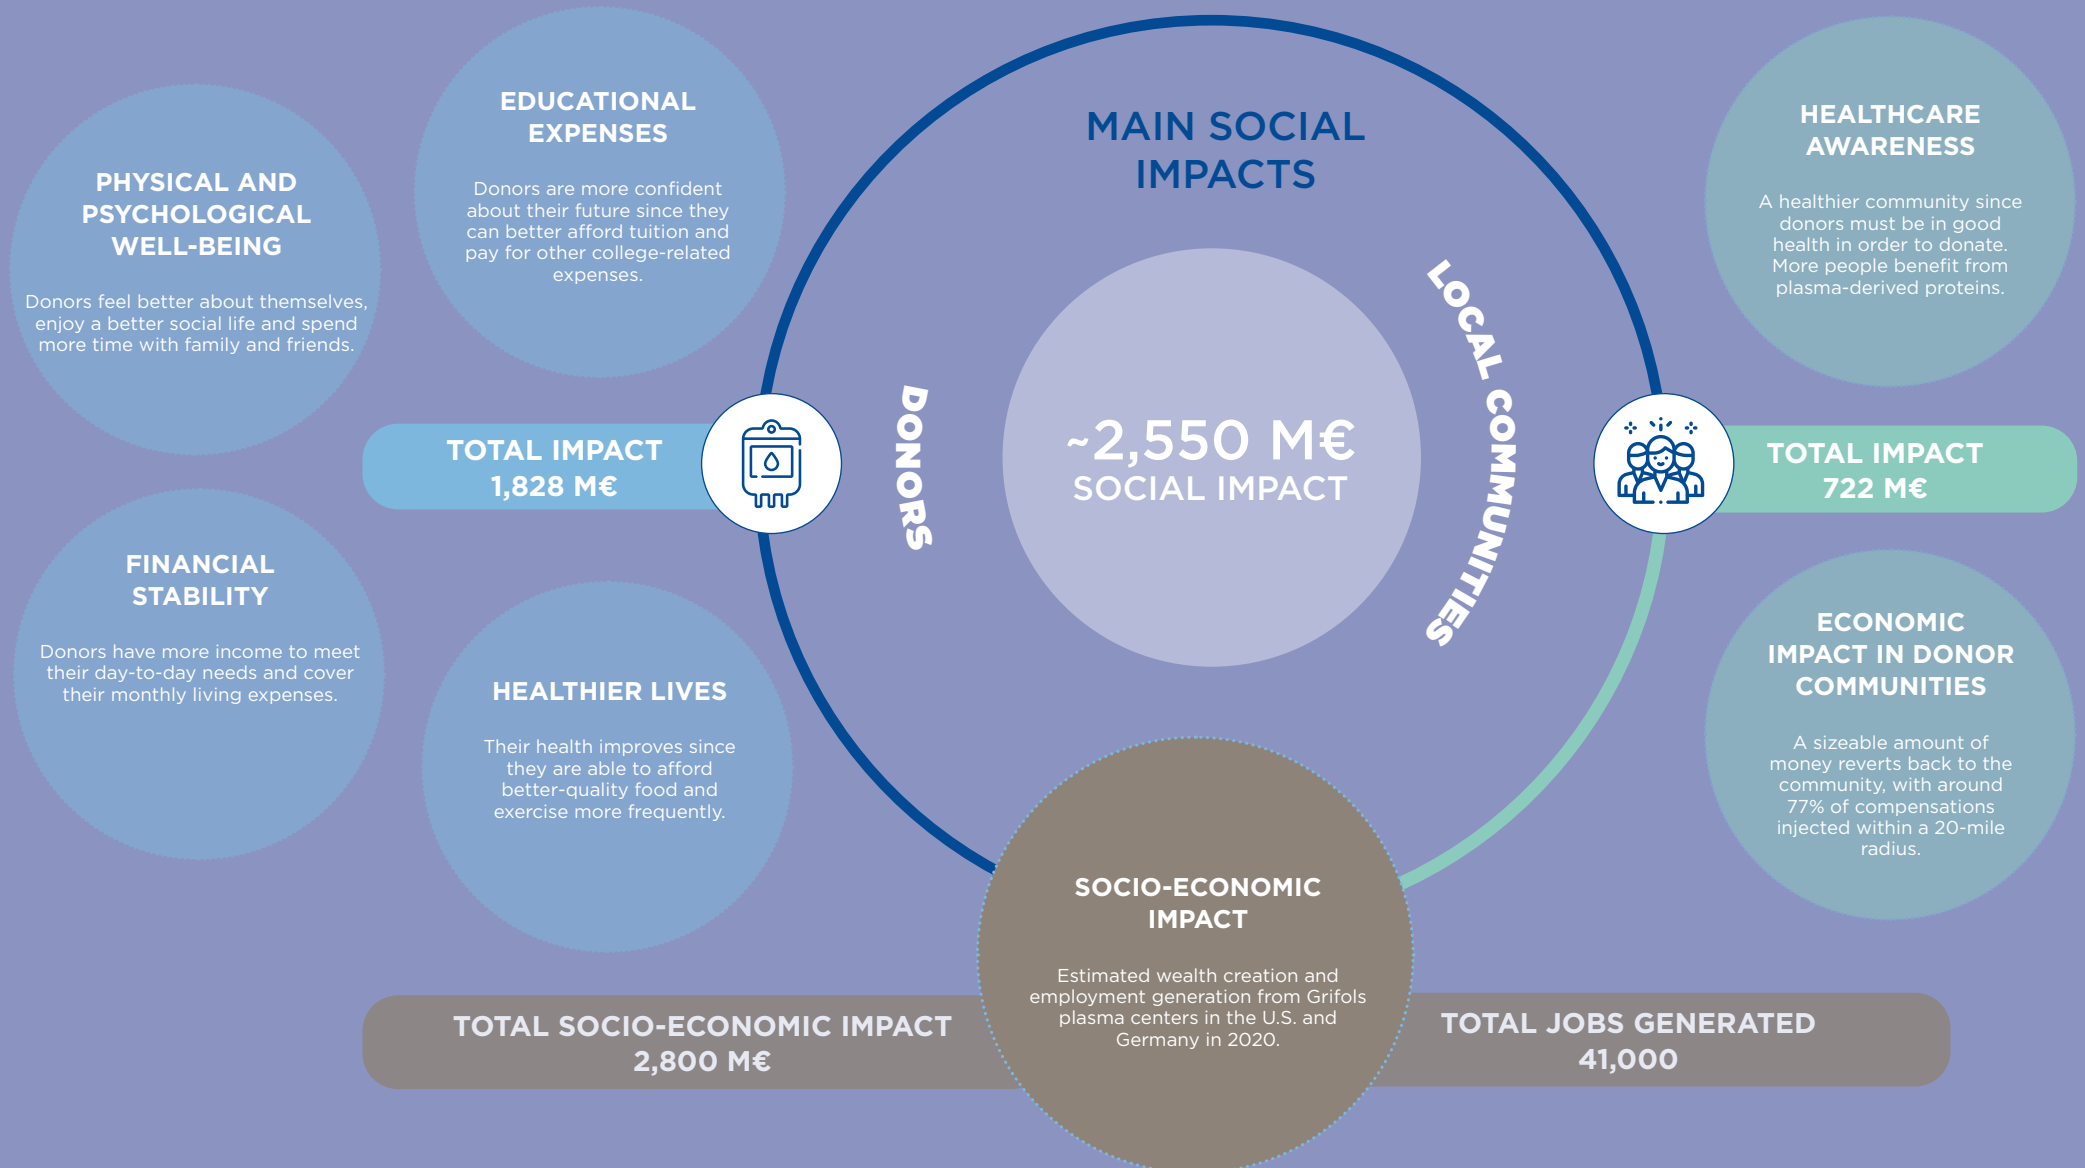 MAIN SOCIAL
IMPACTS
~2,550 M€
SOCIAL IMPACT
DONORS
LOCAL COMMUNITIES
PHYSICAL AND
PSYCHOLOGICAL
WELL-BEING
Donors feel better about themselves,
enjoy a better social life and spend
more time with family and friends.
EDUCATIONAL
EXPENSES
Donors are more confident
about their future since they
can better afford tuition and
pay for other college-related
expenses.
TOTAL IMPACT
1,828 M€
FINANCIAL
STABILITY
Donors have more income to meet
their day-to-day needs and cover
their monthly living expenses.
HEALTHIER LIVES
Their health improves since
they are able to afford
better-quality food and
exercise more frequently.
HEALTHCARE
AWARENESS
A healthier community since
donors must be in good
health in order to donate.
More people benefit from
plasma-derived proteins.
TOTAL IMPACT
722 M€
ECONOMIC
IMPACT IN DONOR
COMMUNITIES
A sizeable amount of
money reverts back to the
community, with around
77% of compensations
injected within a 20-mile
radius.
SOCIO-ECONOMIC
IMPACT
Estimated wealth creation and
employment generation from Grifols
plasma centers in the U.S. and
Germany in 2020.
TOTAL SOCIO-ECONOMIC IMPACT
2,800 M€
TOTAL JOBS GENERATED
41,000